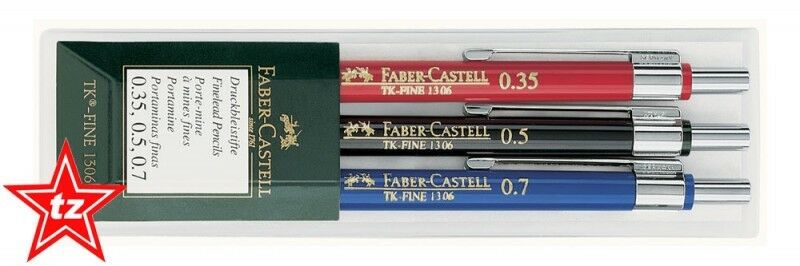 TK®-FINE 1306
Druckbleistifte
Finelead Pencils
Porte-mine
à mines fines
Portamine
Portaminas finas
0.35, 0.5, 0.7
FABER-CASTELL
since 1761
FABER-CASTELL 0.35
TK-FINE 1306
FABER-CASTELL 0.5
TK-FINE 1306
FABER-CASTELL 0.7
TK-FINE 1306
tz